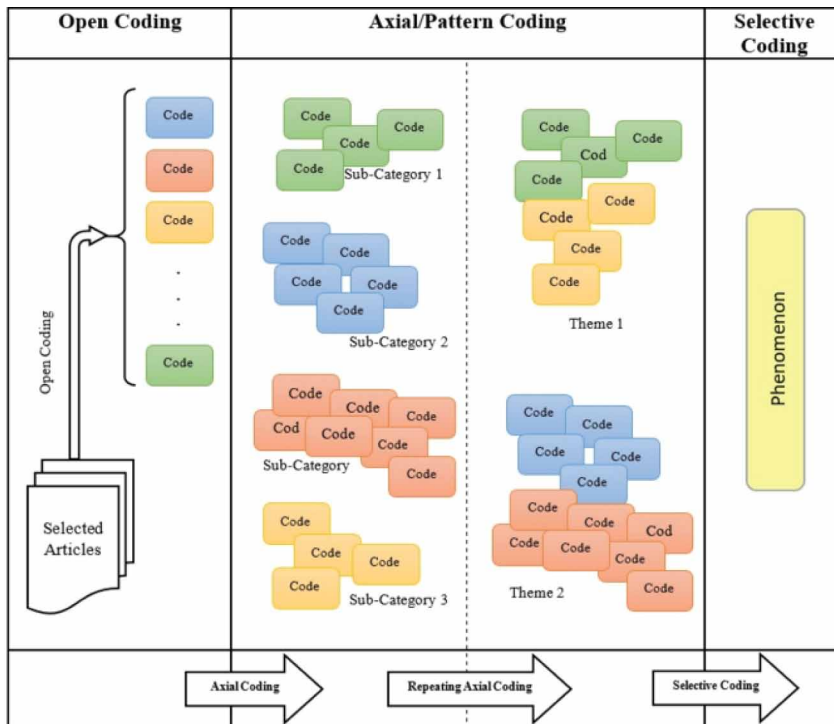 Open Coding
Axial/Pattern Coding
Selective
Coding
Code
Code
Code
.
.
.
Code
Open Coding
Selected
Articles
Code
Code
Code
Code
Sub-Category 1
Code
Code
Code
Code
Code
Sub-Category 2
Code
Code
Code
Cod
Code
Code
Code
Sub-Category
Code
Code
Code
Code
Sub-Category 3
Code
Code
Cod
Code
Code
Code
Code
Code
Theme 1
Code
Code
Code
Code
Code
Code
Code
Cod
Code
Code
Code
Code
Theme 2
Phenomenon
Axial Coding
Repeating Axial Coding
Selective Coding